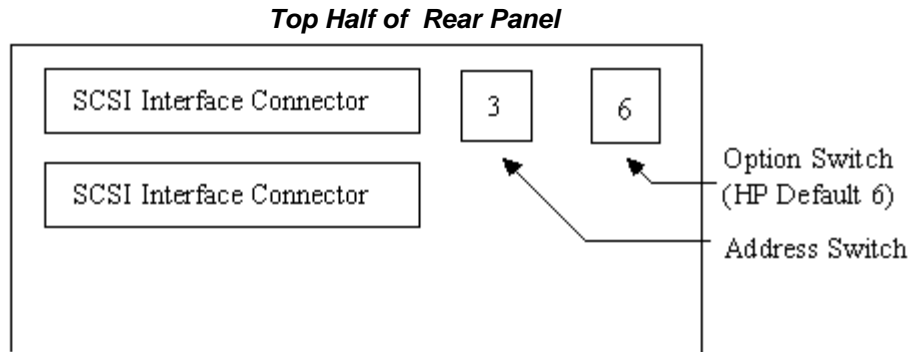 Top Half of Rear Panel
SCSI Interface Connector
3
6
SCSI Interface Connector
Option Switch
(HP Default 6)
Address Switch